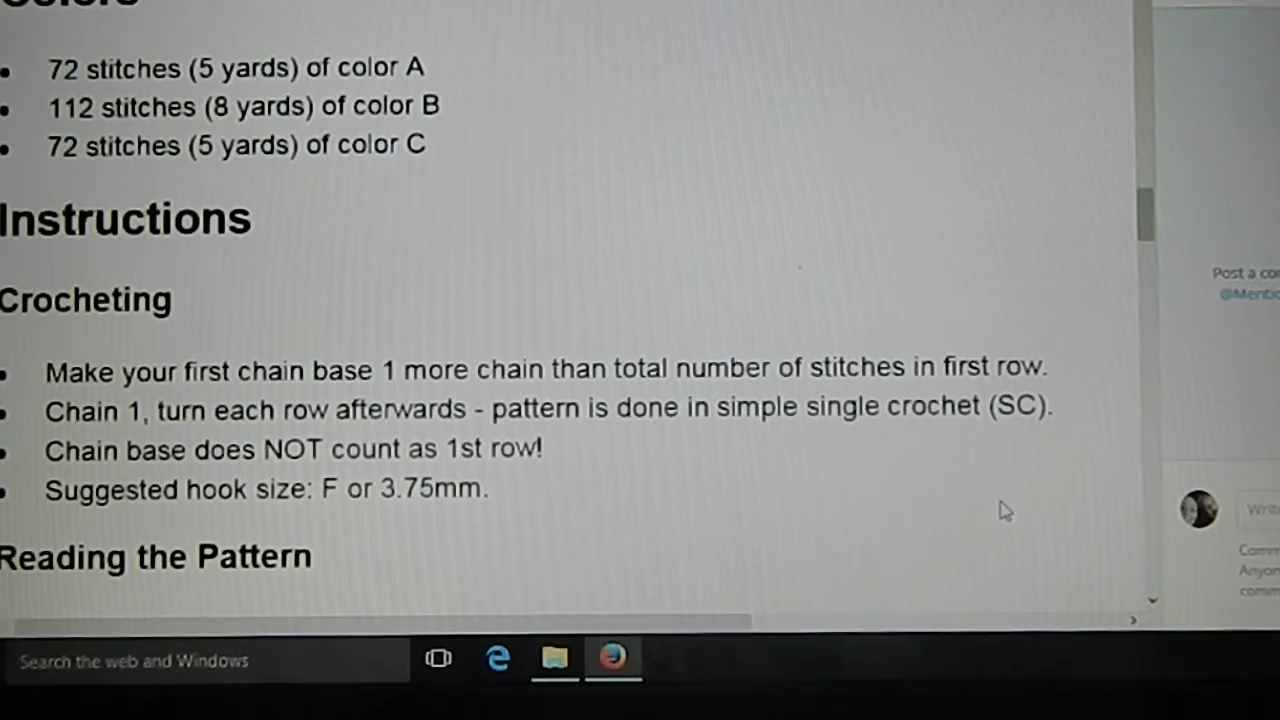 Colors
72 stitches (5 yards) of color A
112 stitches (8 yards) of color B
72 stitches (5 yards) of color C
Instructions
Crocheting
Make your first chain base 1 more chain than total number of stitches in first row.
Chain 1, turn each row afterwards - pattern is done in simple single crochet (SC).
Chain base does NOT count as 1st row!
Suggested hook size: F or 3.75mm.
Reading the Pattern
Post a
Search the web and Windows